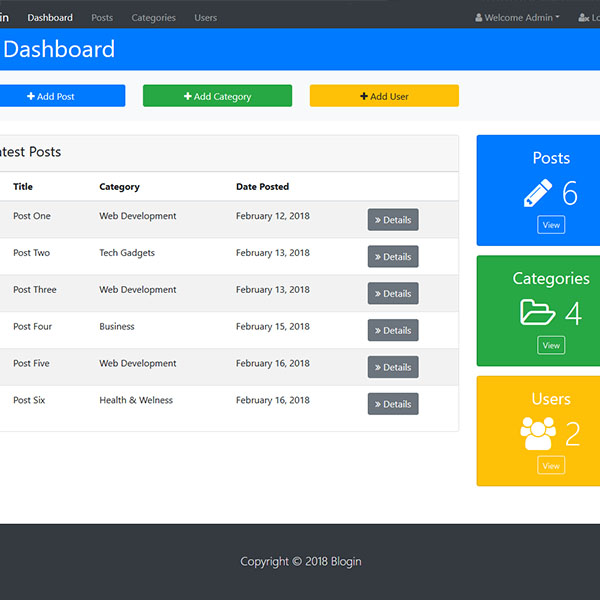 in Dashboard Posts Categories Users Welcome Admin Lo
Dashboard
Add Post Add Category Add User
atest Posts
Title Category Date Posted
Post One Web Development February 12, 2018 » Details
Post Two Tech Gadgets February 13, 2018 » Details
Post Three Web Development February 13, 2018 » Details
Post Four Business February 15, 2018 » Details
Post Five Web Development February 16, 2018 » Details
Post Six Health & Welness February 16, 2018 » Details
Posts
6
View
Categories
4
View
Users
2
View
Copyright © 2018 Blogin